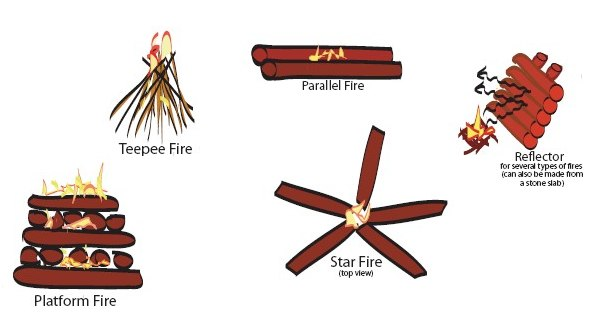 Teepee Fire
Parallel Fire
Reflector
for several types of fires
(can also be made from
a stone slab)
Star Fire
(top view)
Platform Fire